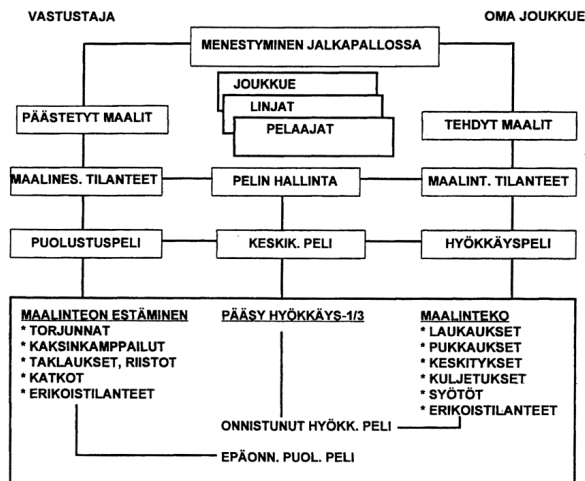 VASTUSTAJA
OMA JOUKKUE
MENESTYMINEN JALKAPALLOSSA
JOUKKUE
LINJAT
PELAAJAT
PÄÄSTETYT MAALIT
TEHDYT MAALIT
MAALINES. TILANTEET
PELIN HALLINTA
MAALINT. TILANTEET
PUOLUSTUSPELI
KESKIK. PELI
HYÖKKÄYSPELI
MAALINTEON ESTÄMINEN
* TORJUNNAT
* KAKSINKAMPPAILUT
* TAKLAUKSET, RIISTOT
* KATKOT
* ERIKOISTILANTEET
PÄÄSY HYÖKKÄYS-1/3
MAALINTEKO
* LAUKAUKSET
* PUKKAUKSET
* KESKITYKSET
* KULJETUKSET
* SYÖTÖT
* ERIKOISTILANTEET
ONNISTUNUT HYÖKK. PELI
EPÄONN. PUOL. PELI